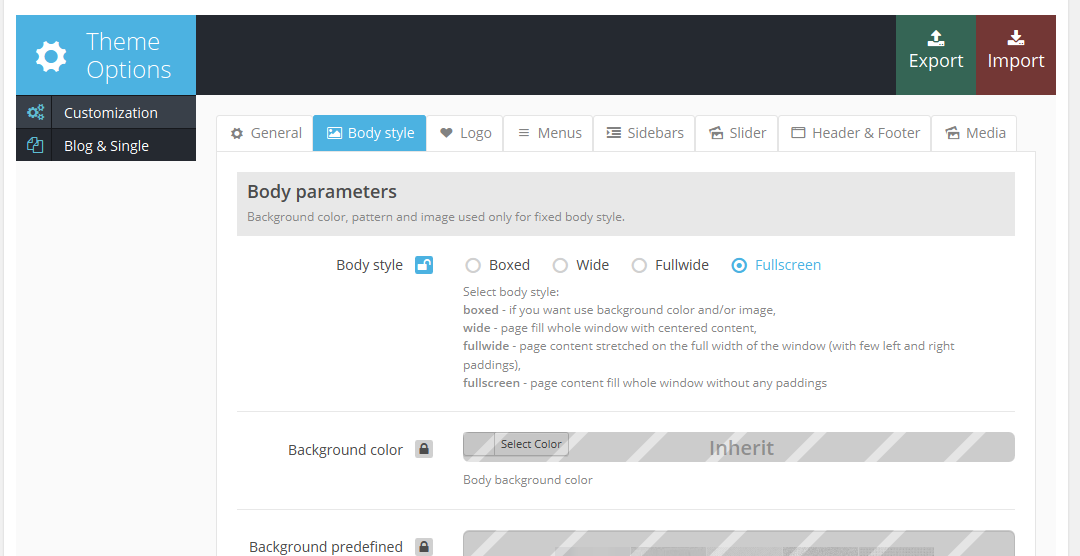 Theme
Options
Export
Import
Customization
Blog & Single
General
Body style
Logo
Menus
Sidebars
Slider
Header & Footer
Media
Body parameters
Background color, pattern and image used only for fixed body style.
Body style
Boxed
Wide
Fullwide
Fullscreen
Select body style:
boxed - if you want use background color and/or image,
wide - page fill whole window with centered content,
fullwide - page content stretched on the full width of the window (with few left and right
paddings),
fullscreen - page content fill whole window without any paddings
Background color
Select Color
Inherit
Body background color
Background predefined